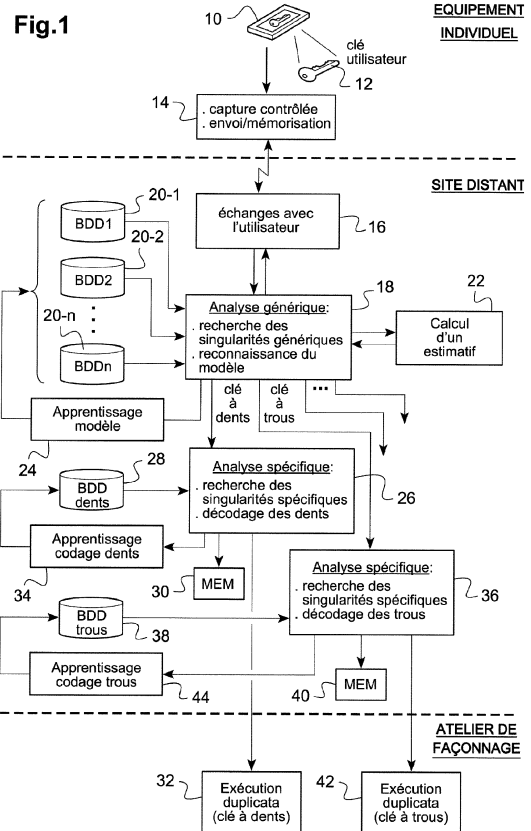 Fig.1
10
EQUIPEMENT
INDIVIDUEL
clé
utilisateur
12
14
. capture contrôlée
. envoi/mémorisation
SITE DISTANT
20-1
BDD1
échanges avec
l'utilisateur
16
20-2
BDD2
20-n
BDDn
Analyse générique:
. recherche des
singularités génériques
. reconnaissance du
modèle
18
22
Calcul
d'un
estimatif
clé
à
dents
clé
à
trous
...
Apprentissage
modèle
24
28
BDD
dents
Analyse spécifique:
. recherche des
singularités spécifiques
. décodage des dents
26
Apprentissage
codage dents
34
30
MEM
Analyse spécifique:
. recherche des
singularités spécifiques
. décodage des trous
36
BDD
trous
38
Apprentissage
codage trous
44
40
MEM
ATELIER DE
FAÇONNAGE
32
Exécution
duplicata
(clé à dents)
42
Exécution
duplicata
(clé à trous)